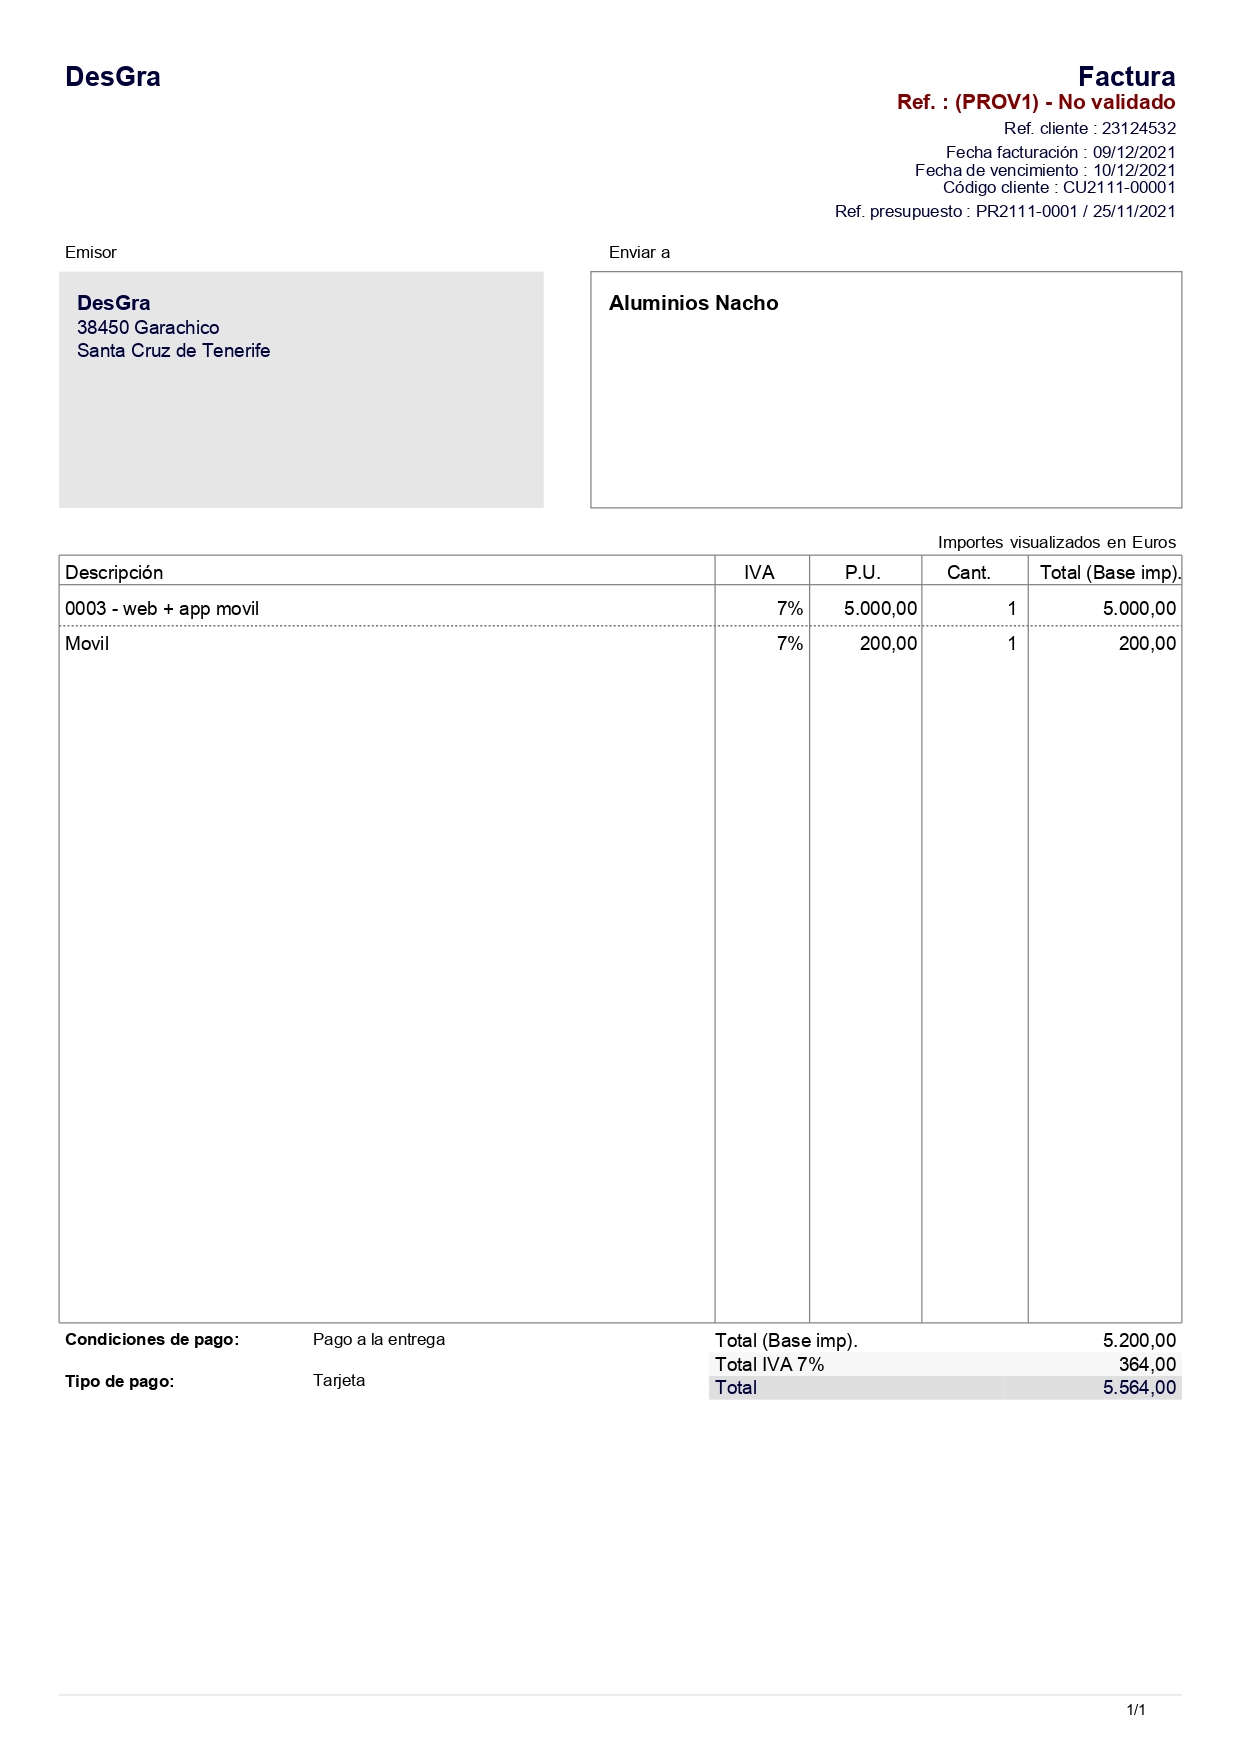 DesGra
Factura
Ref. : (PROV1) - No validado
Ref. cliente : 23124532
Fecha facturación : 09/12/2021
Fecha de vencimiento : 10/12/2021
Código cliente : CU2111-00001
Ref. presupuesto : PR2111-0001 / 25/11/2021
Emisor
DesGra
38450 Garachico
Santa Cruz de Tenerife
Enviar a
Aluminios Nacho
Importes visualizados en Euros
Descripción IVA P.U. Cant. Total (Base imp).
0003 - web + app movil 7% 5.000,00 1 5.000,00
Movil 7% 200,00 1 200,00
Condiciones de pago: Pago a la entrega
Tipo de pago: Tarjeta
Total (Base imp). 5.200,00
Total IVA 7% 364,00
Total 5.564,00
1/1